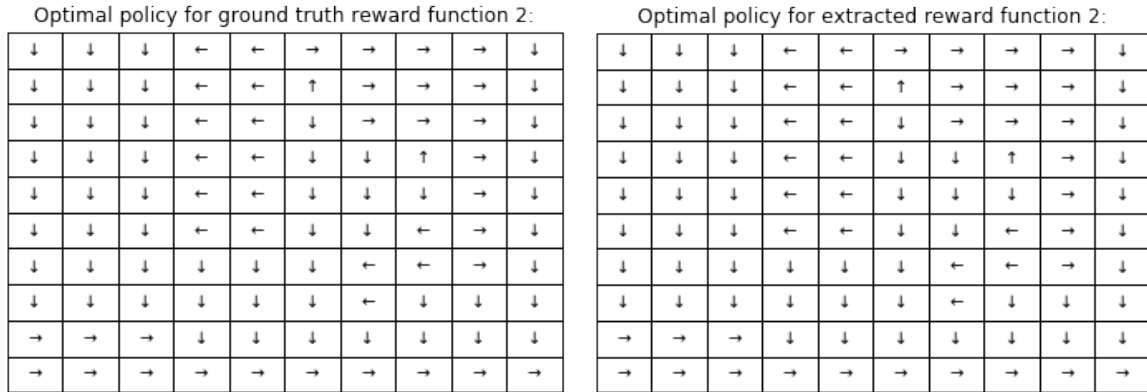 Optimal policy for ground truth reward function 2:
↓ ↓ ↓ ← ← → → → → ↓
↓ ↓ ↓ ← ← ↑ → → → ↓
↓ ↓ ↓ ← ← ↓ → → → ↓
↓ ↓ ↓ ← ← ↓ ↓ ↑ → ↓
↓ ↓ ↓ ← ← ↓ ↓ ↓ → ↓
↓ ↓ ↓ ← ← ↓ ↓ ← → ↓
↓ ↓ ↓ ↓ ↓ ↓ ← ← → ↓
↓ ↓ ↓ ↓ ↓ ↓ ← ↓ ↓ ↓
→ → → ↓ ↓ ↓ ↓ ↓ ↓ ↓
→ → → → → → → → → →
Optimal policy for extracted reward function 2:
↓ ↓ ↓ ← ← → → → → ↓
↓ ↓ ↓ ← ← ↑ → → → ↓
↓ ↓ ↓ ← ← ↓ → → → ↓
↓ ↓ ↓ ← ← ↓ ↓ ↑ → ↓
↓ ↓ ↓ ← ← ↓ ↓ ↓ → ↓
↓ ↓ ↓ ← ← ↓ ↓ ← → ↓
↓ ↓ ↓ ↓ ↓ ↓ ← ← → ↓
↓ ↓ ↓ ↓ ↓ ↓ ← ↓ ↓ ↓
→ → → ↓ ↓ ↓ ↓ ↓ ↓ ↓
→ → → → → → → → → →